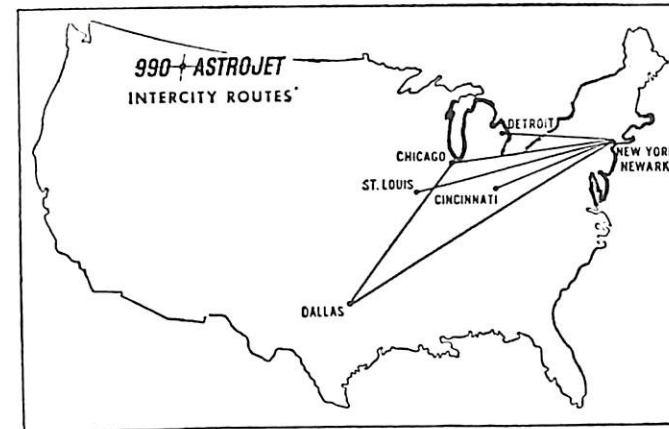 990 ASTROJET
INTERCITY ROUTES*
DETROIT
CHICAGO
NEW YORK
NEWARK
ST. LOUIS
CINCINNATI
DALLAS